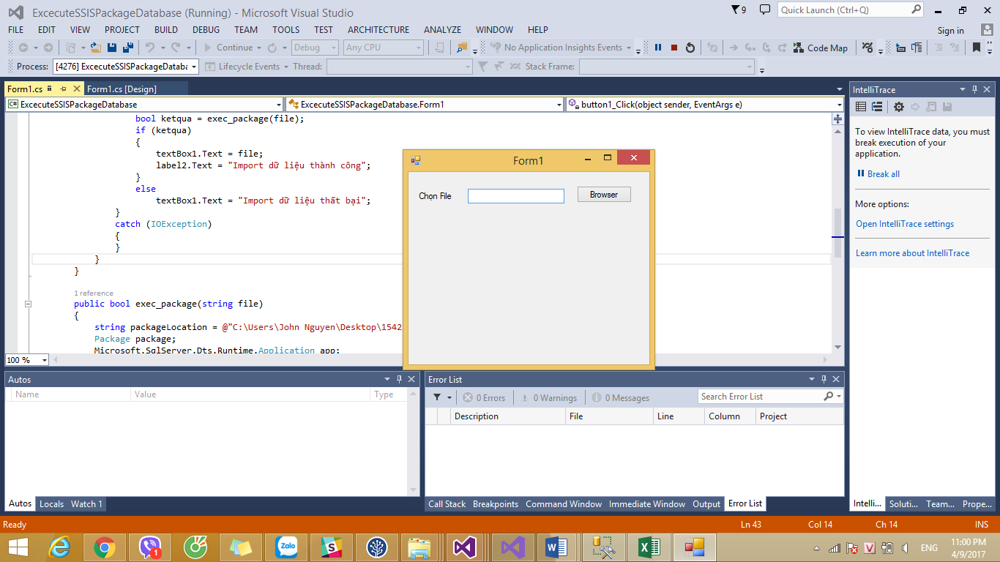 ExcecuteSSISPackageDatabase (Running) - Microsoft Visual Studio
9
Quick Launch (Ctrl+Q)
FILE EDIT VIEW PROJECT BUILD DEBUG TEAM TOOLS TEST ARCHITECTURE ANALYZE WINDOW HELP
Sign in
Continue Debug Any CPU No Application Insights Events Code Map
Process: [4276] ExcecuteSSISPackageDataba Lifecycle Events Thread: Stack Frame:
Form1.cs Form1.cs [Design]
C# ExcecuteSSISPackageDatabase ExcecuteSSISPackageDatabase.Form1 button1_Click(object sender, EventArgs e)
bool ketqua = exec_package(file);
if (ketqua)
{
textBox1.Text = file;
label2.Text = "Import dữ liệu thành công";
}
else
textBox1.Text = "Import dữ liệu thất bại";
}
catch (IOException)
{
}
}
}
1 reference
public bool exec_package(string file)
{
string packageLocation = @"C:\Users\John Nguyen\Desktop\1542
Package package;
Microsoft.SqlServer.Dts.Runtime.Application app;
100 %
Form1
Chọn File
Browser
IntelliTrace
To view IntelliTrace data, you must
break execution of your
application.
Break all
More options:
Open IntelliTrace settings
Learn more about IntelliTrace
Autos
Name Value Type
Autos Locals Watch 1
Error List
0 Errors 0 Warnings 0 Messages Search Error List
Description File Line Column Project
Call Stack Breakpoints Command Window Immediate Window Output Error List
Intelli... Soluti... Team... Prope...
Ready Ln 43 Col 14 Ch 14 INS
1
Zalo
V
ENG
11:00 PM
4/9/2017